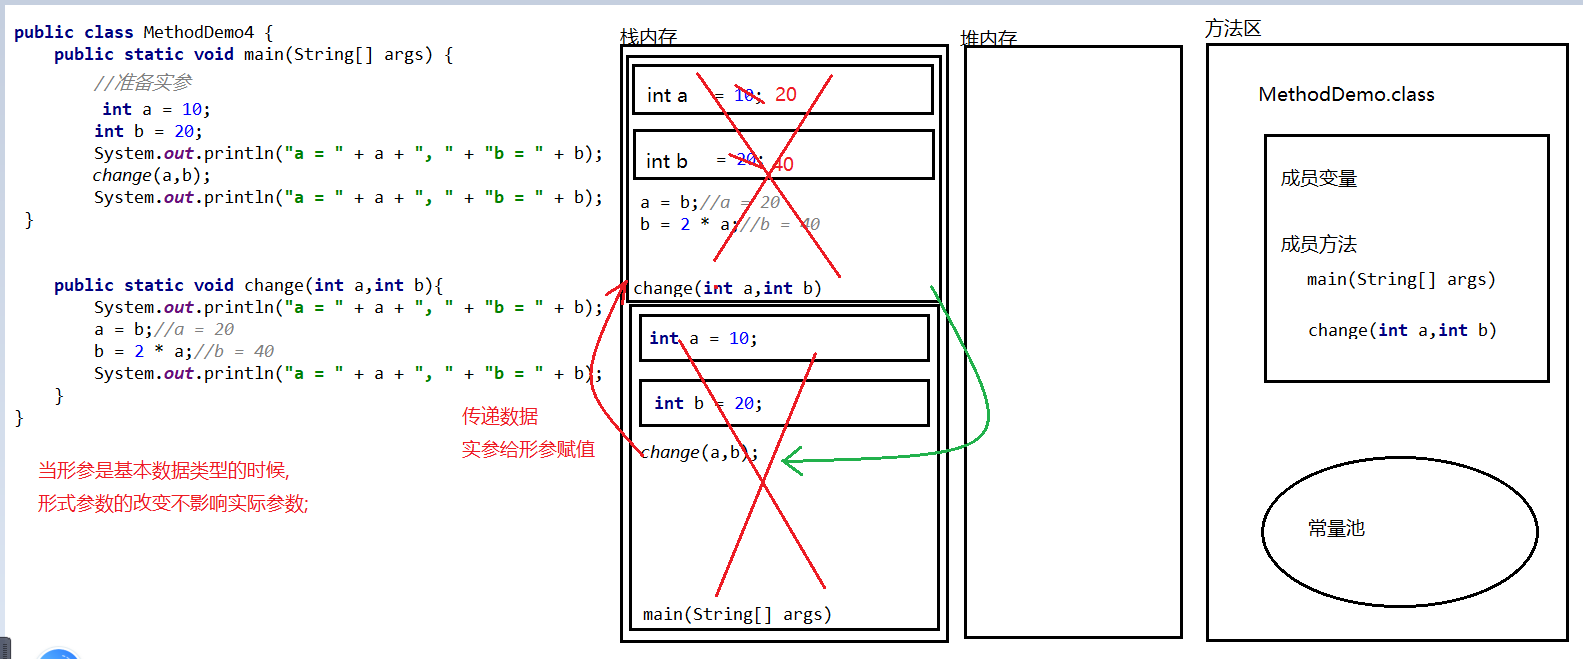 public class MethodDemo4 {
public static void main(String[] args) {
//准备实参
int a = 10;
int b = 20;
System.out.println("a = " + a + ", " + "b = " + b);
change(a,b);
System.out.println("a = " + a + ", " + "b = " + b);
}
public static void change(int a,int b){
System.out.println("a = " + a + ", " + "b = " + b);
a = b;//a = 20
b = 2 * a;//b = 40
System.out.println("a = " + a + ", " + "b = " + b);
}
}
当形参是基本数据类型的时候,
形式参数的改变不影响实际参数;
传递数据
实参给形参赋值
栈内存
int a = 10; 20
int b = 20; 40
a = b;//a = 20
b = 2 * a;//b = 40
change(int a,int b)
int a = 10;
int b = 20;
change(a,b);
main(String[] args)
堆内存
方法区
MethodDemo.class
成员变量
成员方法
main(String[] args)
change(int a,int b)
常量池